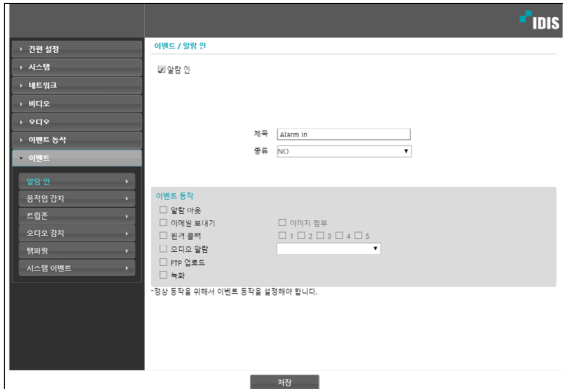 IDIS
간편 설정
시스템
네트워크
비디오
오디오
이벤트 동작
이벤트
알람 인
움직임 감지
트립존
오디오 감지
탬퍼링
시스템 이벤트
이벤트 / 알람 인
알람 인
제목 Alarm In
종류 NO
이벤트 동작
알람 아웃
이메일 보내기 이미지 첨부
원격 콜백 1 2 3 4 5
오디오 알람
FTP 업로드
녹화
*정상 동작을 위해서 이벤트 동작을 설정해야 합니다.
저장